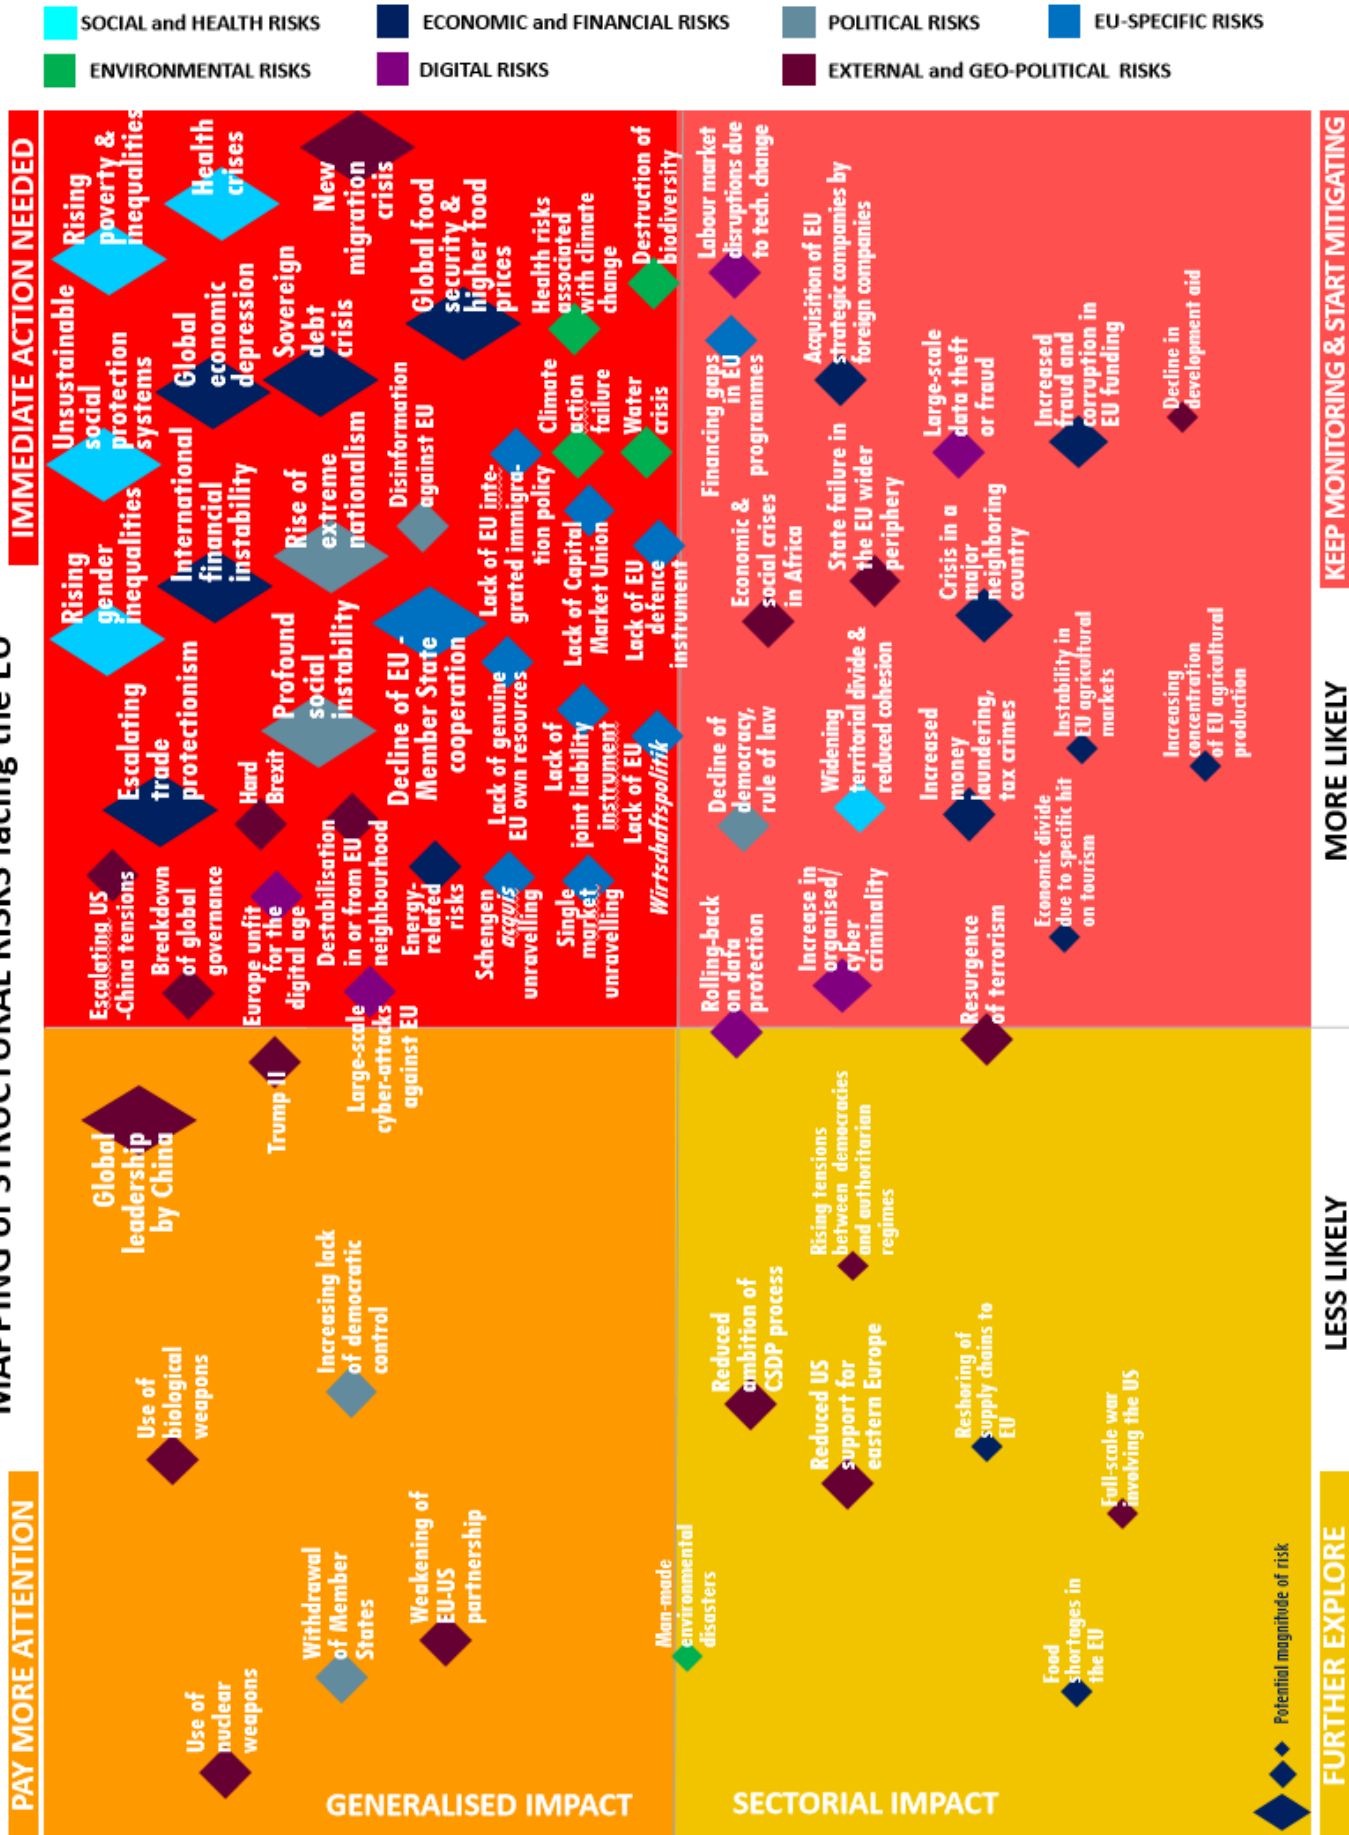 SOCIAL and HEALTH RISKS
ECONOMIC and FINANCIAL RISKS
POLITICAL RISKS
EU-SPECIFIC RISKS
ENVIRONMENTAL RISKS
DIGITAL RISKS
EXTERNAL and GEO-POLITICAL RISKS
MAPPING of STRUCTURAL RISKS facing the EU
PAY MORE ATTENTION
IMMEDIATE ACTION NEEDED
Use of
nuclear
weapons
Use of
biological
weapons
Withdrawal
of Member
States
Weakening of
EU-US
partnership
Increasing lack
of democratic
control
Global
leadership
by China
Trump II
Large-scale
cyber-attacks
against EU
GENERALISED IMPACT
Escalating US
-China tensions
Breakdown
of global
governance
Europe unfit
for the
digital age
Destabilisation
in or from EU
neighbourhood
Energy-
related
risks
Schengen
acquis
unravelling
Single
market
unravelling
Escalating
trade
protectionism
Hard
Brexit
Profound
social
instability
Decline of EU -
Member State
cooperation
Lack of genuine
EU own resources
Lack of
joint liability
instrument
Lack of EU
Wirtschaftspolitik
Rising
gender
inequalities
International
financial
instability
Rise of
extreme
nationalism
Disinformation
against EU
Lack of EU inte-
grated immigra-
tion policy
Lack of Capital
Market Union
Lack of EU
defence
instrument
Unsustainable
social
protection
systems
Global
economic
depression
Sovereign
debt
crisis
Climate
action
failure
Water
crisis
Rising
poverty &
inequalities
Health
crises
New
migration
crisis
Global food
security &
higher food
prices
Health risks
associated
with climate
change
Destruction of
biodiversity
Man-made
environmental
disasters
SECTORIAL IMPACT
Reduced
ambition of
CSDP process
Reduced US
support for
eastern Europe
Rising tensions
between democracies
and authoritarian
regimes
Reshoring of
supply chains to
EU
Full-scale war
involving the US
Food
shortages in
the EU
Potential magnitude of risk
Rolling-back
on data
protection
Increase in
organised/
cyber
criminality
Resurgence
of terrorism
Economic divide
due to specific hit
on tourism
Decline of
democracy,
rule of law
Widening
territorial divide &
reduced cohesion
Increased
money
laundering,
tax crimes
Instability in
EU agricultural
markets
Increasing
concentration
of EU agricultural
production
Economic &
social crises
in Africa
State failure in
the EU wider
periphery
Crisis in a
major
neighboring
country
Financing gaps
in EU
programmes
Labour market
disruptions due
to tech. change
Acquisition of EU
strategic companies by
foreign companies
Large-scale
data theft
or fraud
Increased
fraud and
corruption in
EU funding
Decline in
development aid
FURTHER EXPLORE
LESS LIKELY
MORE LIKELY
KEEP MONITORING & START MITIGATING